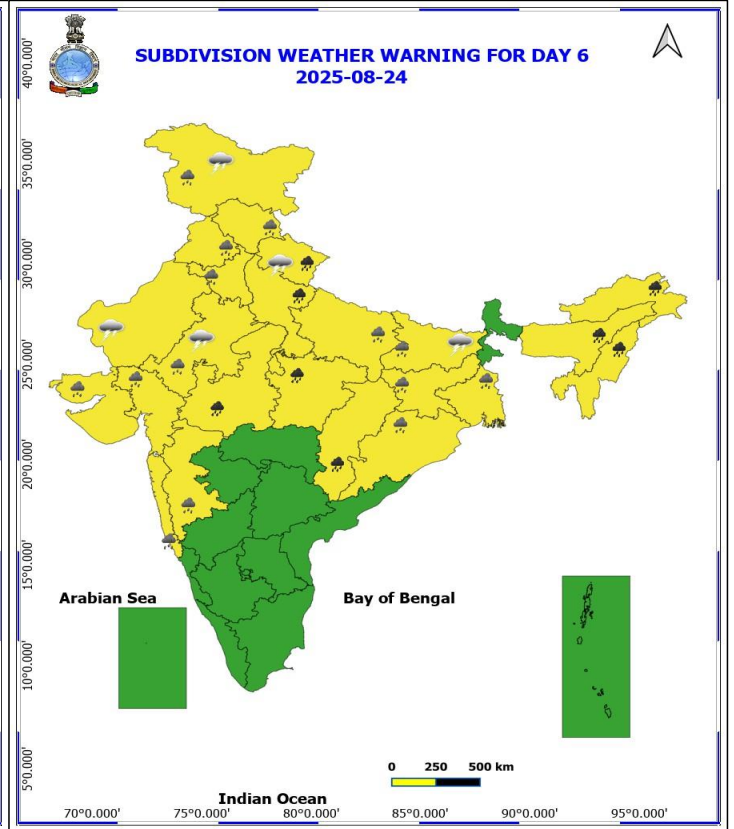 SUBDIVISION WEATHER WARNING FOR DAY 6
2025-08-24
40°0.000'
35°0.000'
30°0.000'
25°0.000'
20°0.000'
15°0.000'
10°0.000'
5°0.000'
Arabian Sea
Bay of Bengal
0 250 500 km
Indian Ocean
70°0.000' 75°0.000' 80°0.000' 85°0.000' 90°0.000' 95°0.000'